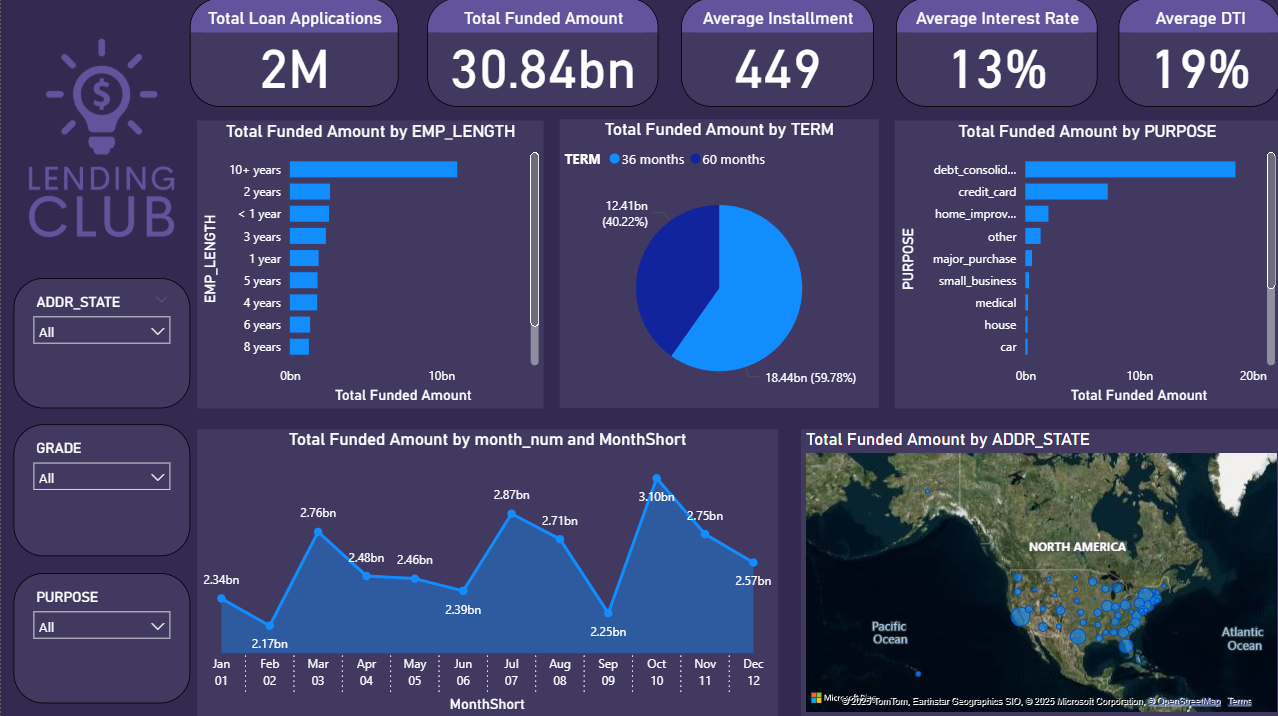 Total Loan Applications
2M
Total Funded Amount
30.84bn
Average Installment
449
Average Interest Rate
13%
Average DTI
19%
$
LENDING
CLUB
ADDR_STATE
All
GRADE
All
PURPOSE
All
Total Funded Amount by EMP_LENGTH
EMP_LENGTH
10+ years
2 years
< 1 year
3 years
1 year
5 years
4 years
6 years
8 years
0bn 10bn
Total Funded Amount
Total Funded Amount by TERM
TERM 36 months 60 months
12.41bn
(40.22%)
18.44bn (59.78%)
Total Funded Amount by PURPOSE
PURPOSE
debt_consolid...
credit_card
home_improv...
other
major_purchase
small_business
medical
house
car
0bn 10bn 20bn
Total Funded Amount
Total Funded Amount by month_num and MonthShort
2.34bn
2.17bn
2.76bn
2.48bn
2.46bn
2.39bn
2.87bn
2.71bn
2.25bn
3.10bn
2.75bn
2.57bn
Jan Feb Mar Apr May Jun Jul Aug Sep Oct Nov Dec
01 02 03 04 05 06 07 08 09 10 11 12
MonthShort
Total Funded Amount by ADDR_STATE
NORTH AMERICA
Pacific
Ocean
Atlantic
Ocean
© 2025 TomTom, Earthstar Geographics SIO, © 2025 Microsoft Corporation, © OpenStreetMap Terms